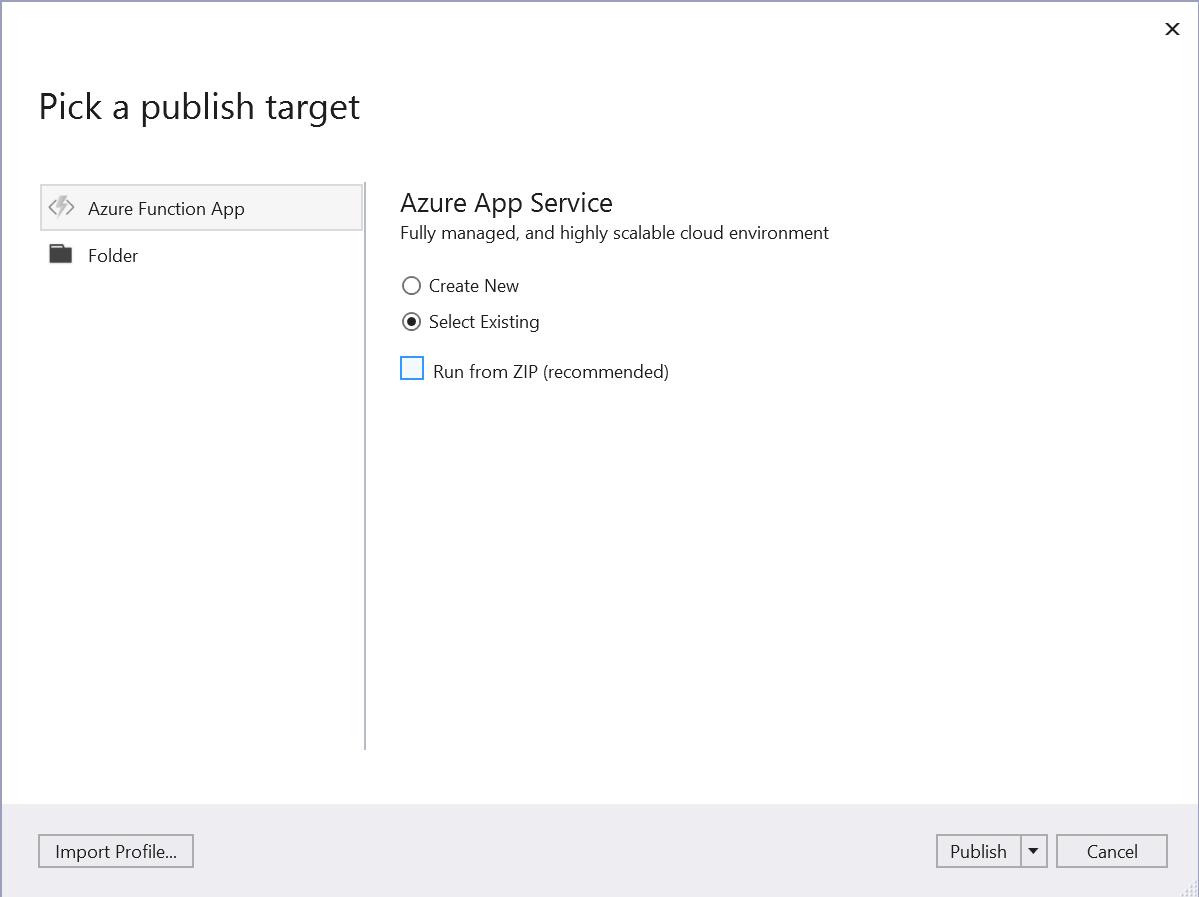 Pick a publish target
Azure Function App
Folder
Azure App Service
Fully managed, and highly scalable cloud environment
Create New
Select Existing
Run from ZIP (recommended)
Import Profile...
Publish
Cancel